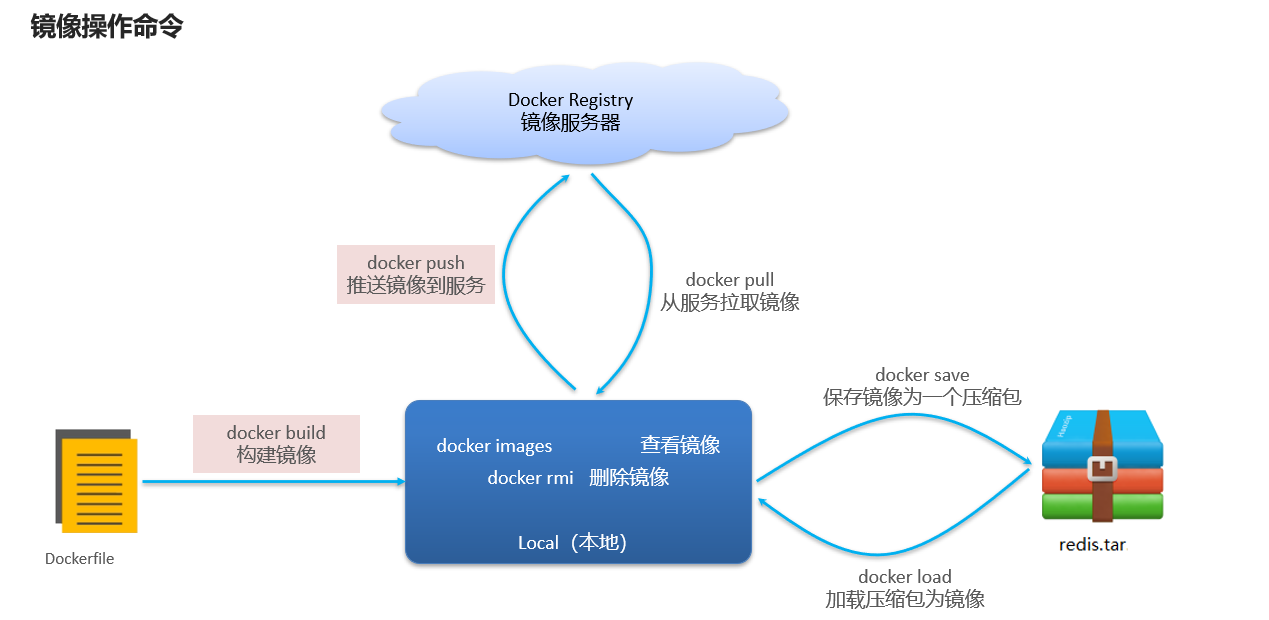 镜像操作命令
Docker Registry
镜像服务器
docker push
推送镜像到服务
docker pull
从服务拉取镜像
docker save
保存镜像为一个压缩包
docker build
构建镜像
docker images 查看镜像
docker rmi 删除镜像
Local（本地）
Haozip
redis.tar
Dockerfile
docker load
加载压缩包为镜像